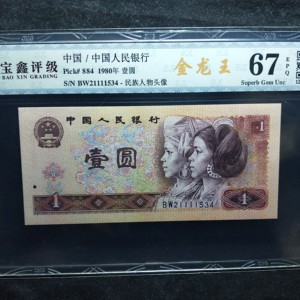 宝鑫评级
BAO XIN GRADING
中国 / 中国人民银行
Pick# 884 1980年 壹圆
S/N BW21111534 - 民族人物头像
金龙王
67 EPQ
Superb Gem Unc
中国人民银行
1
壹圆
1
BW21111534
1